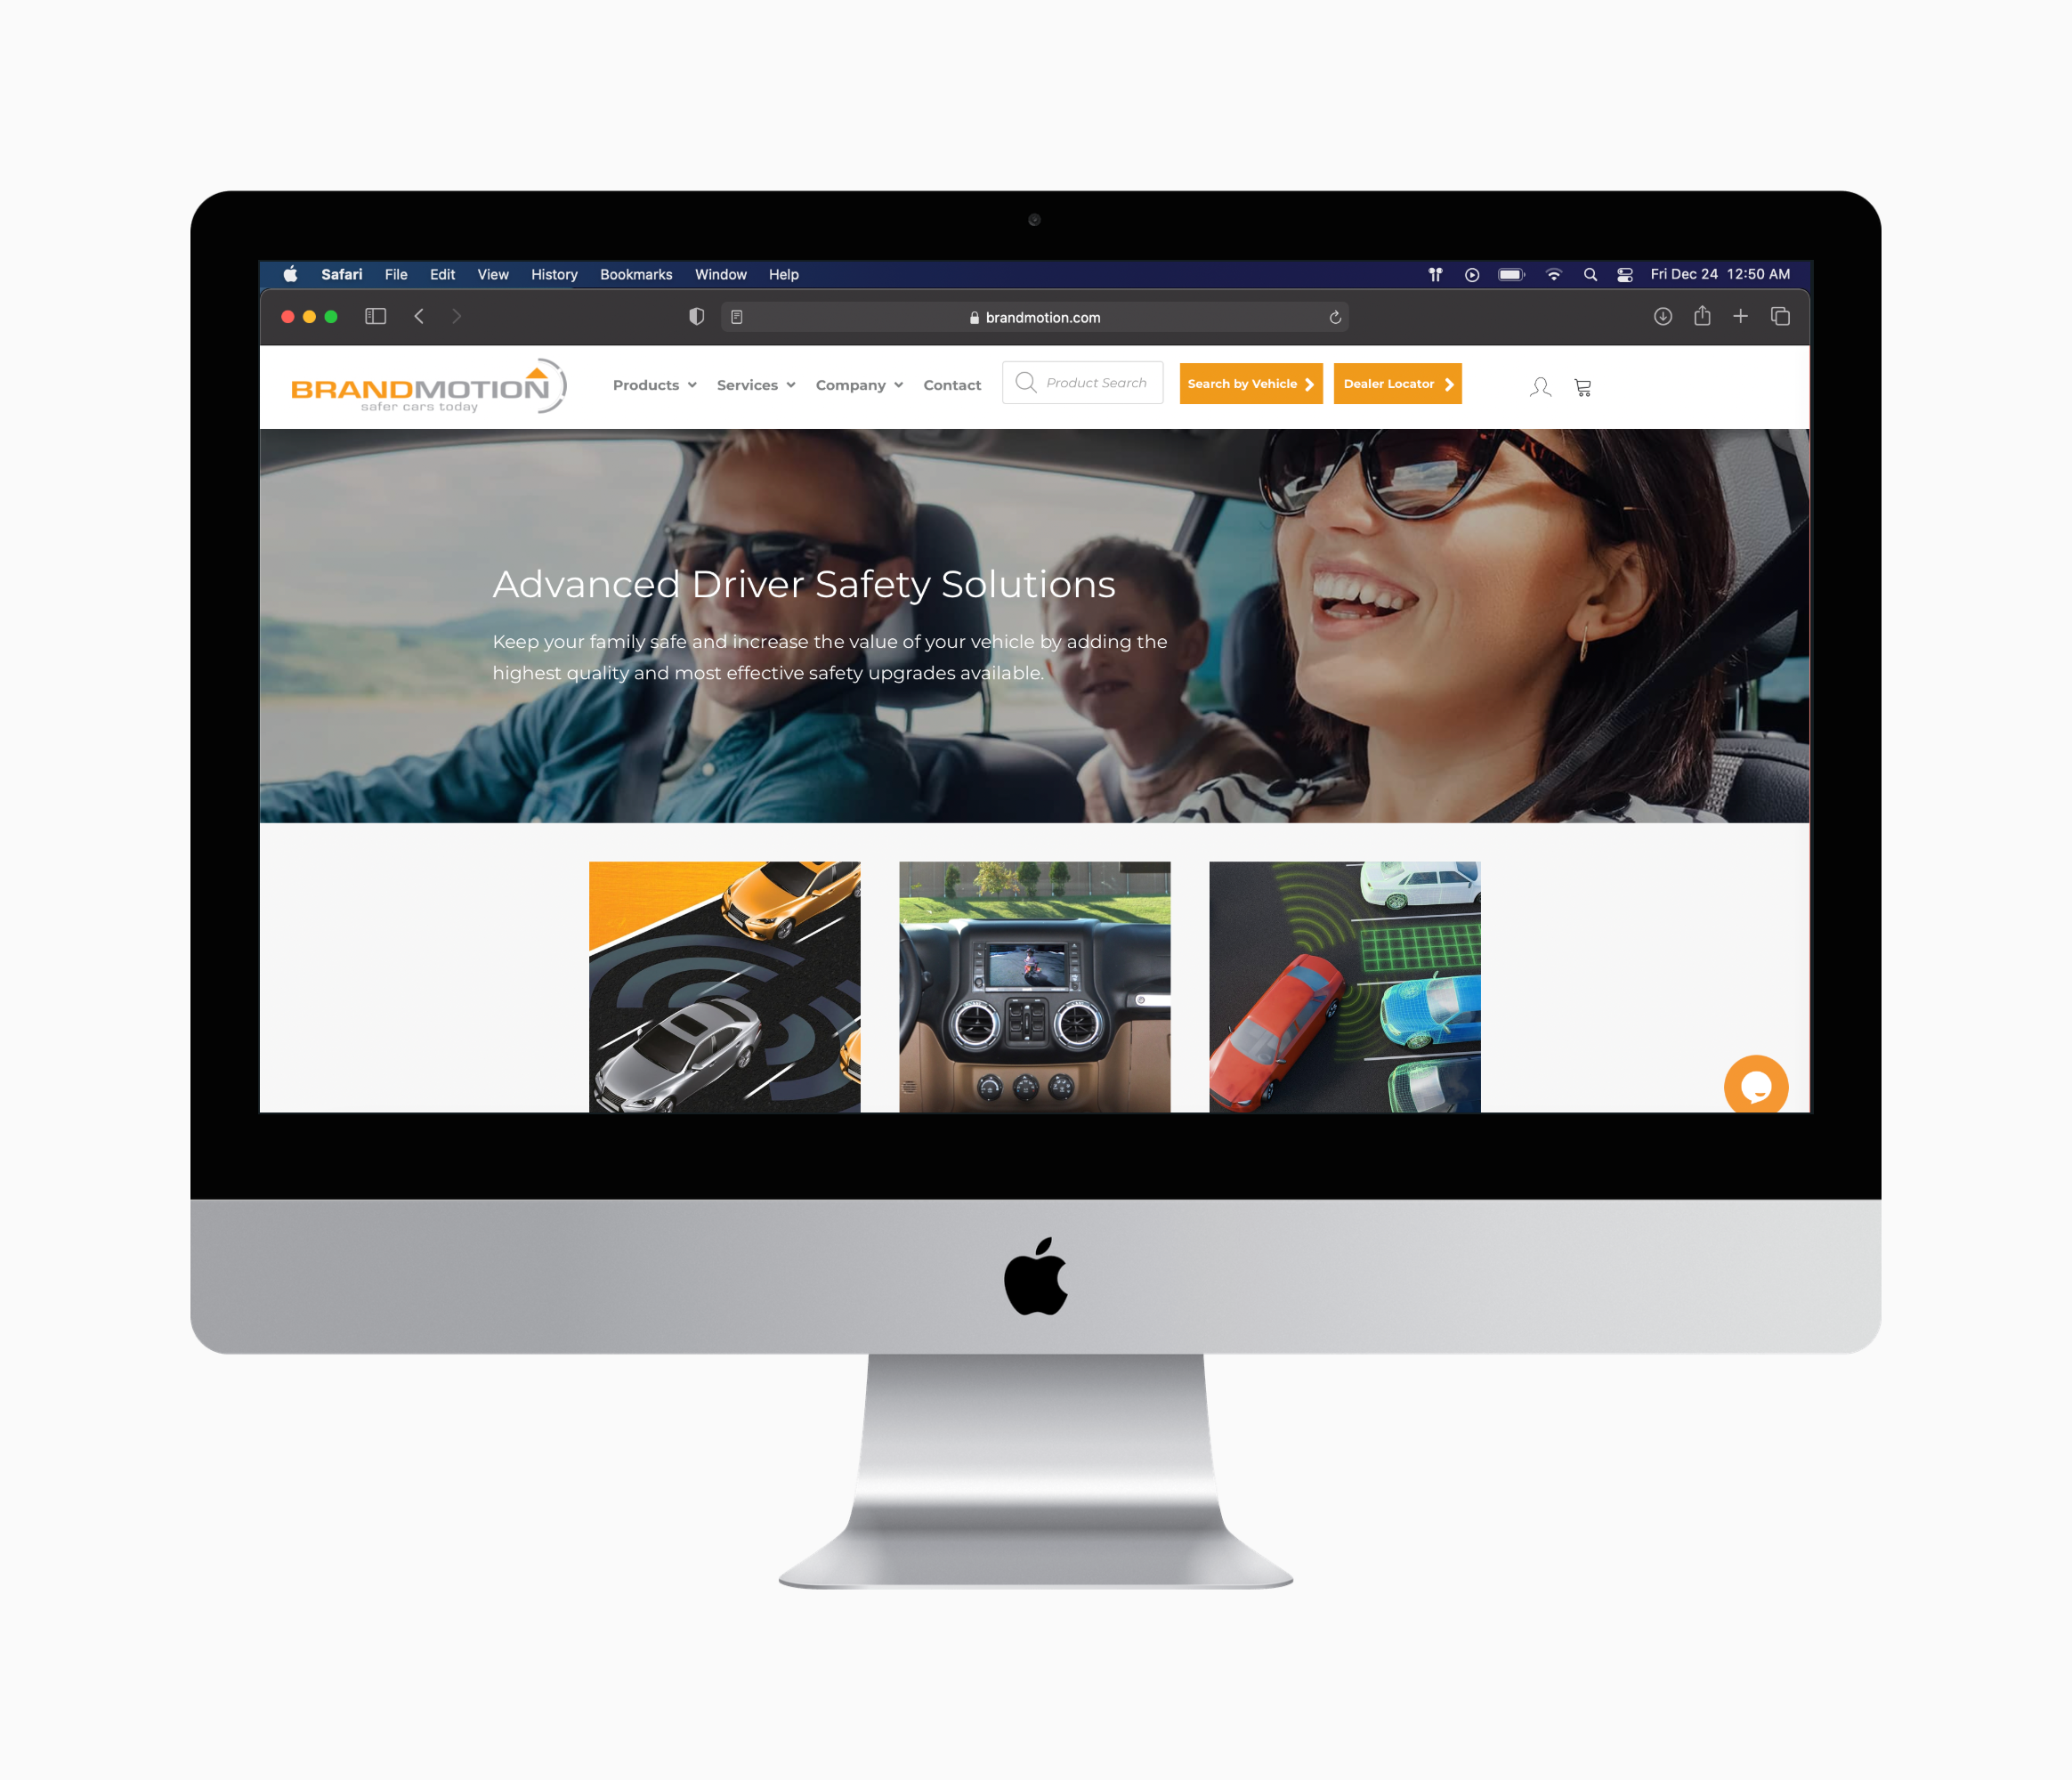 Safari File Edit View History Bookmarks Window Help Fri Dec 24 12:50 AM
brandmotion.com
BRANDMOTION
safer cars today
Products Services Company Contact Product Search Search by Vehicle Dealer Locator
Advanced Driver Safety Solutions
Keep your family safe and increase the value of your vehicle by adding the
highest quality and most effective safety upgrades available.